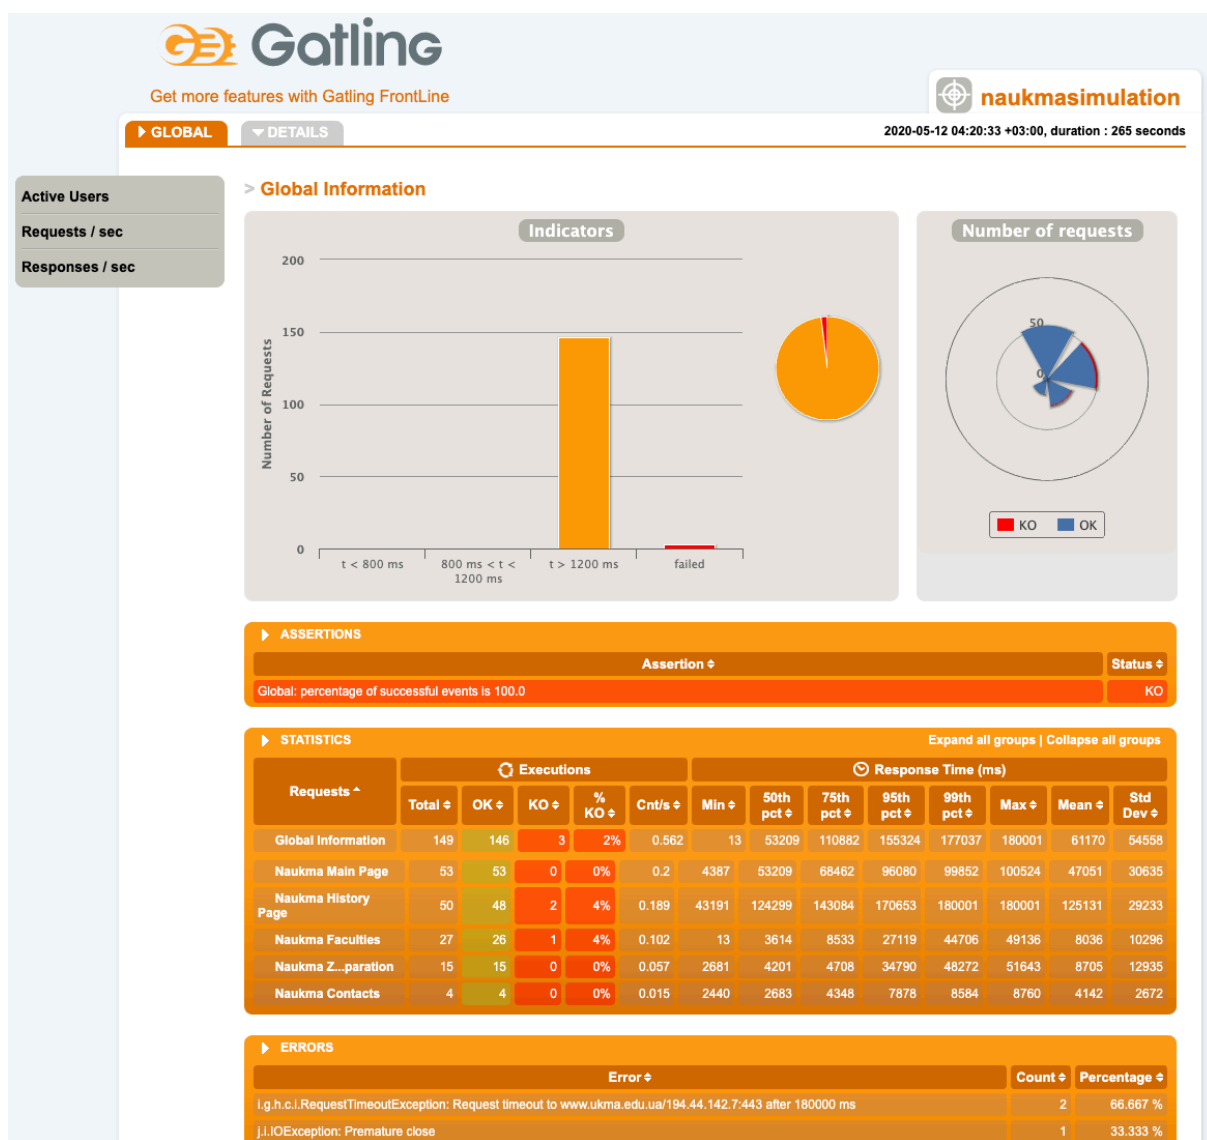 Gatling
Get more features with Gatling FrontLine
naukmasimulation
GLOBAL DETAILS
2020-05-12 04:20:33 +03:00, duration : 265 seconds
Active Users
Requests / sec
Responses / sec
> Global Information
Indicators
Number of Requests
200
150
100
50
0
t < 800 ms
800 ms < t <
1200 ms
t > 1200 ms
failed
Number of requests
50
0
KO OK
ASSERTIONS
Assertion Status
Global: percentage of successful events is 100.0 KO
STATISTICS Expand all groups | Collapse all groups
Requests Executions Response Time (ms)
Total OK KO % KO Cnt/s Min 50th pct 75th pct 95th pct 99th pct Max Mean Std Dev
Global Information 149 146 3 2% 0.562 13 53209 110882 155324 177037 180001 61170 54558
Naukma Main Page 53 53 0 0% 0.2 4387 53209 68462 96080 99852 100524 47051 30635
Naukma History
Page 50 48 2 4% 0.189 43191 124299 143084 170653 180001 180001 125131 29233
Naukma Faculties 27 26 1 4% 0.102 13 3614 8533 27119 44706 49136 8036 10296
Naukma Z...paration 15 15 0 0% 0.057 2681 4201 4708 34790 48272 51643 8705 12935
Naukma Contacts 4 4 0 0% 0.015 2440 2683 4348 7878 8584 8760 4142 2672
ERRORS
Error Count Percentage
i.g.h.c.i.RequestTimeoutException: Request timeout to www.ukma.edu.ua/194.44.142.7:443 after 180000 ms 2 66.667 %
j.i.IOException: Premature close 1 33.333 %